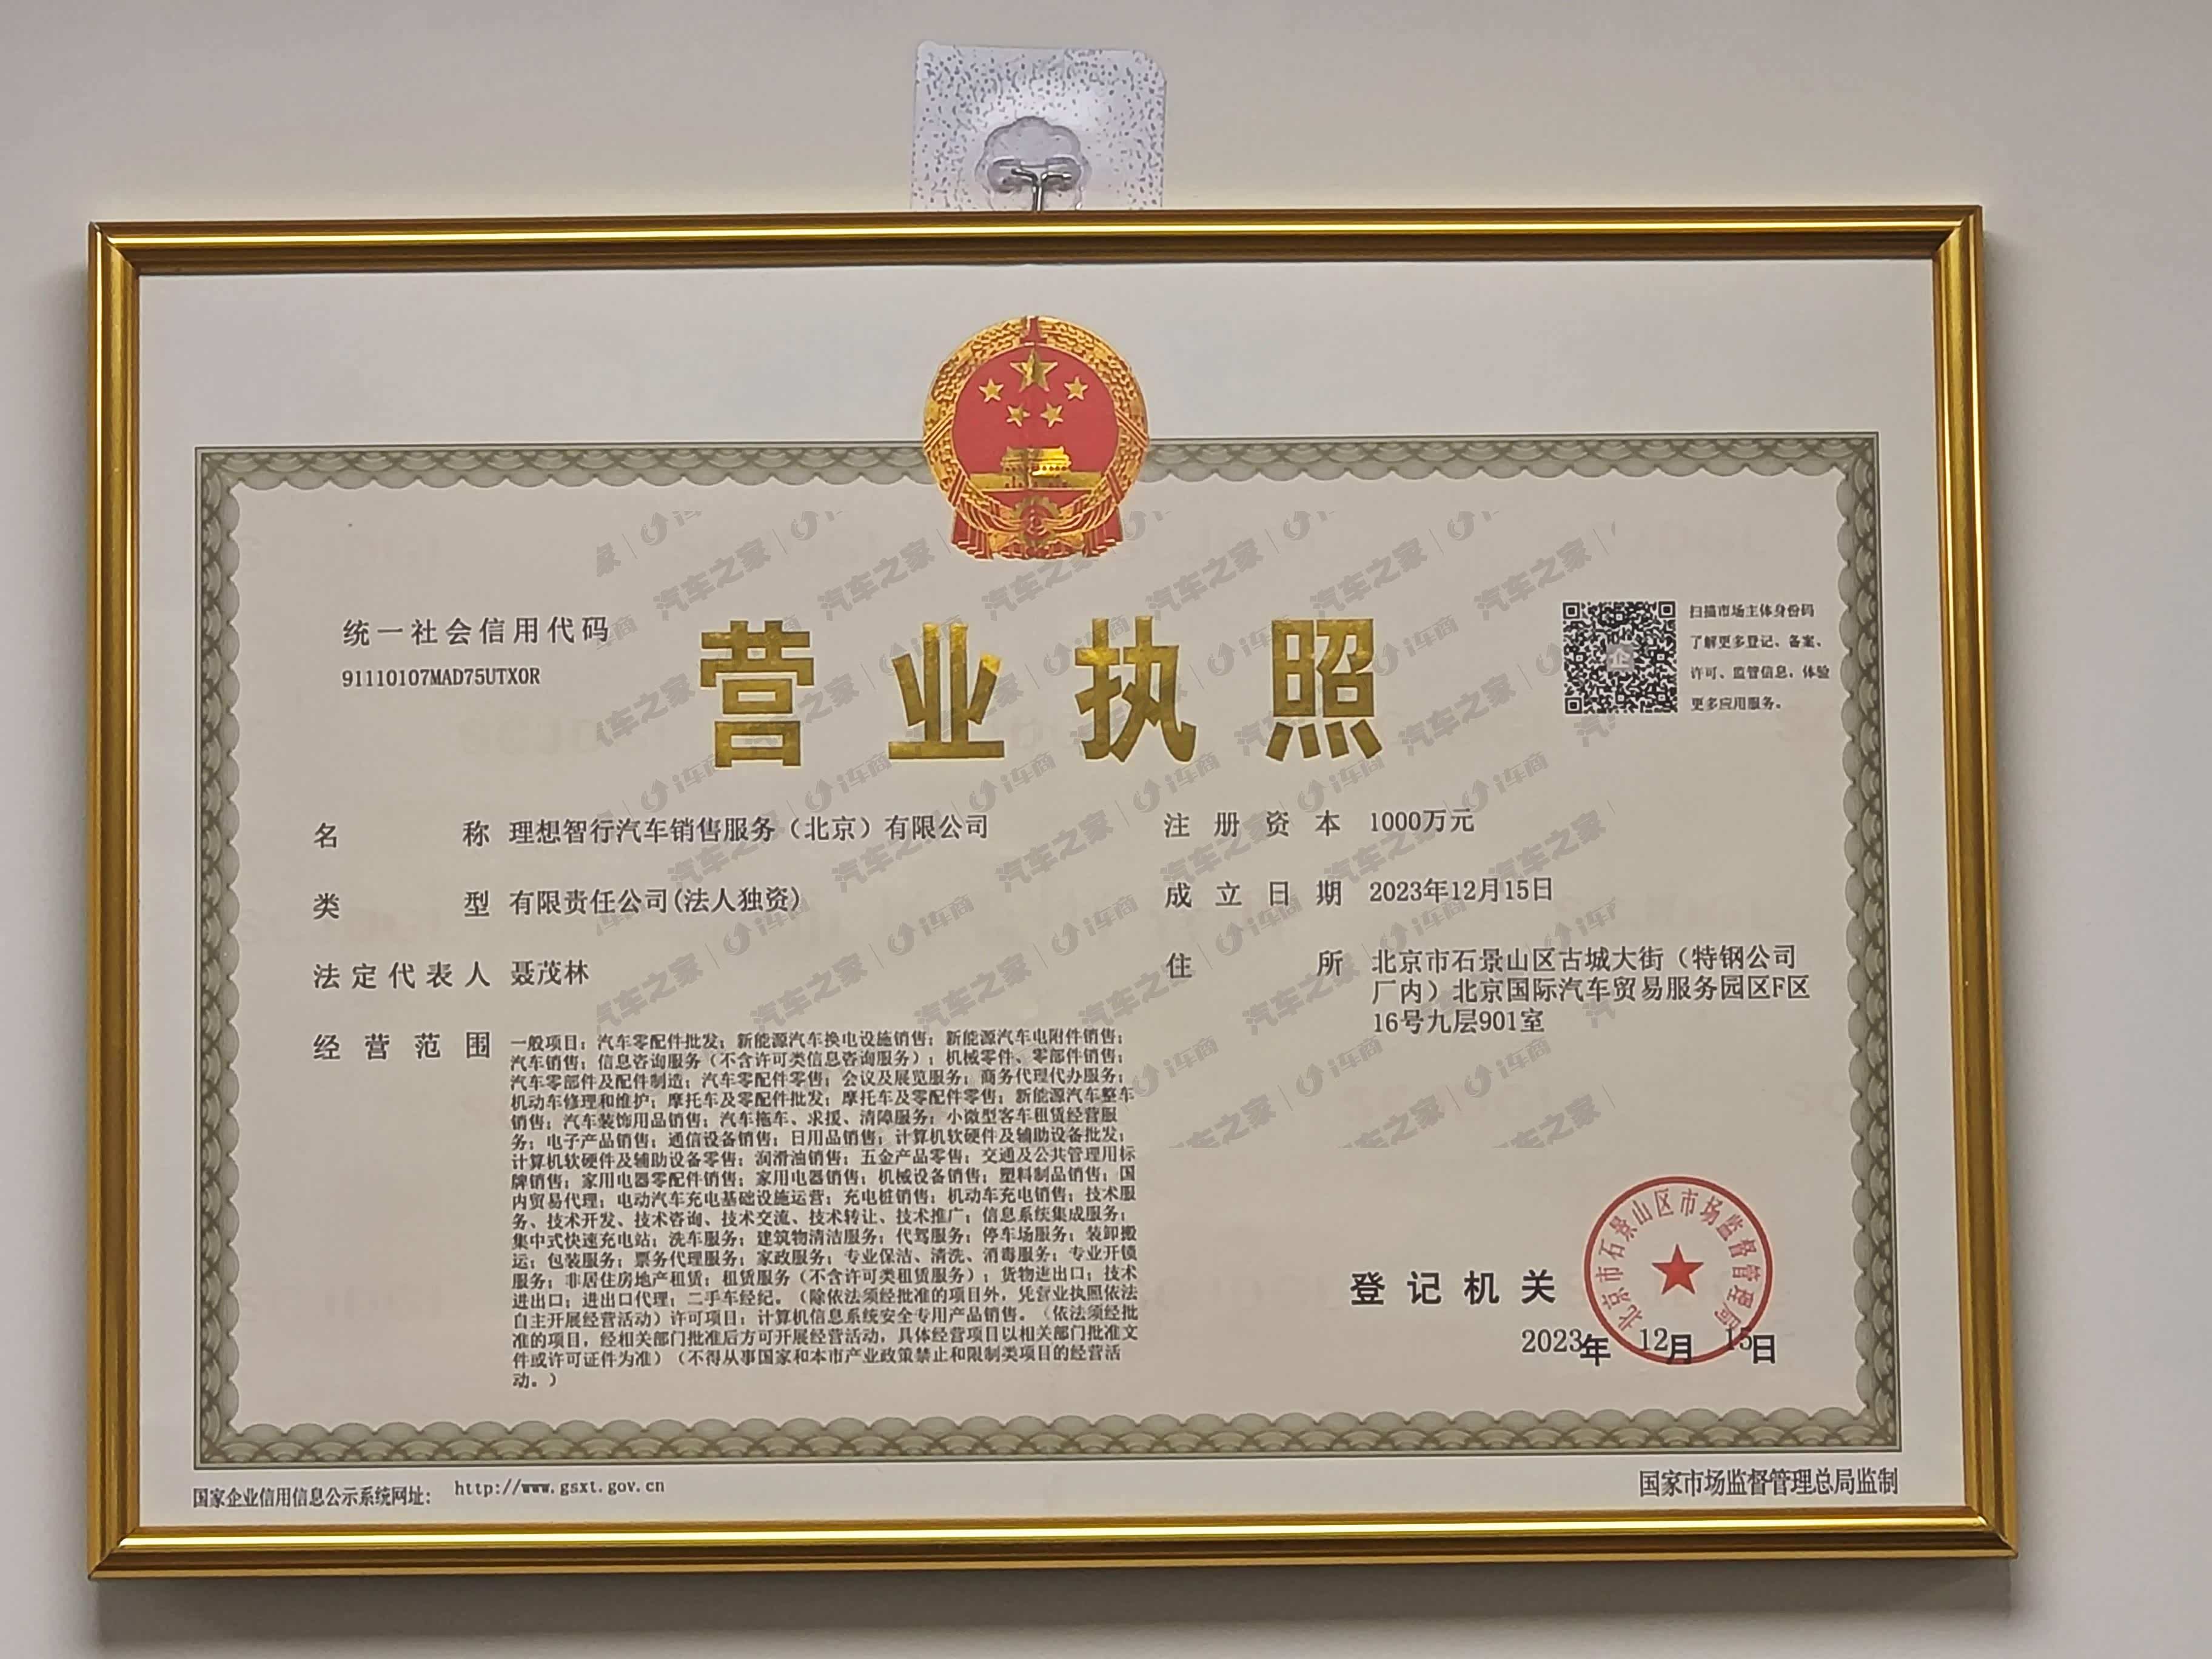 统一社会信用代码
91110107MAD75UTX0R
营业执照
扫描市场主体身份码
了解更多登记、备案、
许可、监管信息，体验
更多应用服务。
名称 理想智行汽车销售服务（北京）有限公司
类型 有限责任公司(法人独资)
法定代表人 聂茂林
经营范围 一般项目：汽车零配件批发；新能源汽车换电设施销售；新能源汽车电附件销售；
汽车销售；信息咨询服务（不含许可类信息咨询服务）；机械零件、零部件销售；
汽车零部件及配件制造；汽车零配件零售；会议及展览服务；商务代理代办服务；
机动车修理和维护；摩托车及零配件批发；摩托车及零配件零售；新能源汽车整车
销售；汽车装饰用品销售；汽车拖车、求援、清障服务；小微型客车租赁经营服
务；电子产品销售；通信设备销售；日用品销售；计算机软硬件及辅助设备批发；
计算机软硬件及辅助设备零售；润滑油销售；五金产品零售；交通及公共管理用标
牌销售；家用电器零配件销售；家用电器销售；机械设备销售；塑料制品销售；国
内贸易代理；电动汽车充电基础设施运营；充电桩销售；机动车充电销售；技术服
务、技术开发、技术咨询、技术交流、技术转让、技术推广；信息系统集成服务；
集中式快速充电站；洗车服务；建筑物清洁服务；代驾服务；停车场服务；装卸搬
运；包装服务；票务代理服务；家政服务；专业保洁、清洗、消毒服务；专业开锁
服务；非居住房地产租赁；租赁服务（不含许可类租赁服务）；货物进出口；技术
进出口；进出口代理；二手车经纪。（除依法须经批准的项目外，凭营业执照依法
自主开展经营活动）许可项目：计算机信息系统安全专用产品销售。（依法须经批
准的项目，经相关部门批准后方可开展经营活动，具体经营项目以相关部门批准文
件或许可证件为准）（不得从事国家和本市产业政策禁止和限制类项目的经营活
动。）
注册资本 1000万元
成立日期 2023年12月15日
住所 北京市石景山区古城大街（特钢公司
厂内）北京国际汽车贸易服务园区F区
16号九层901室
登记机关
北京市石景山区市场监督管理局
2023年 12月 15日
国家企业信用信息公示系统网址： http://www.gsxt.gov.cn
国家市场监督管理总局监制
汽车之家 | i车商